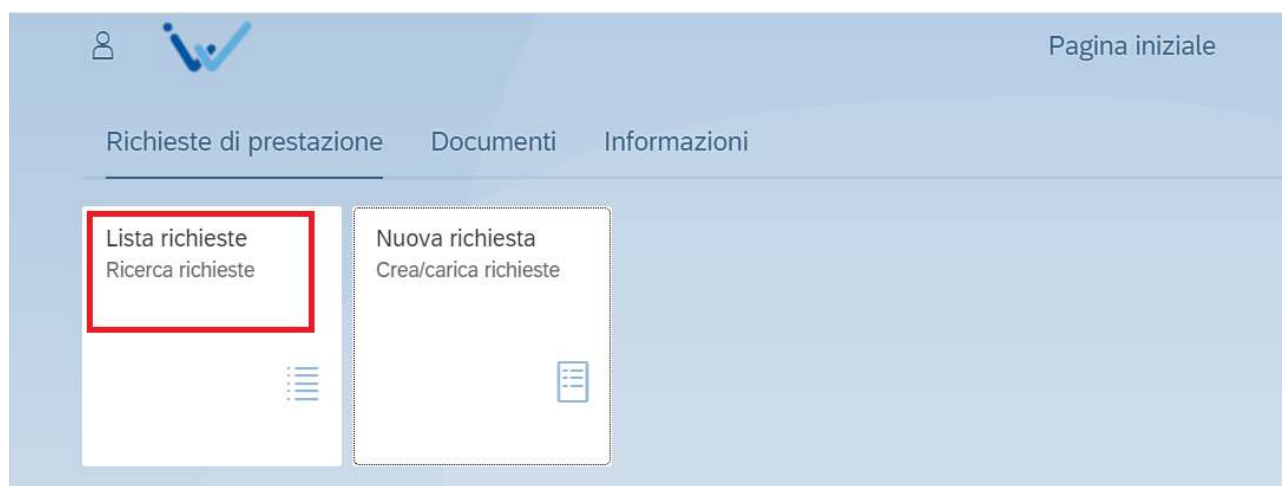 Pagina iniziale
Richieste di prestazione Documenti Informazioni
Lista richieste
Ricerca richieste
Nuova richiesta
Crea/carica richieste